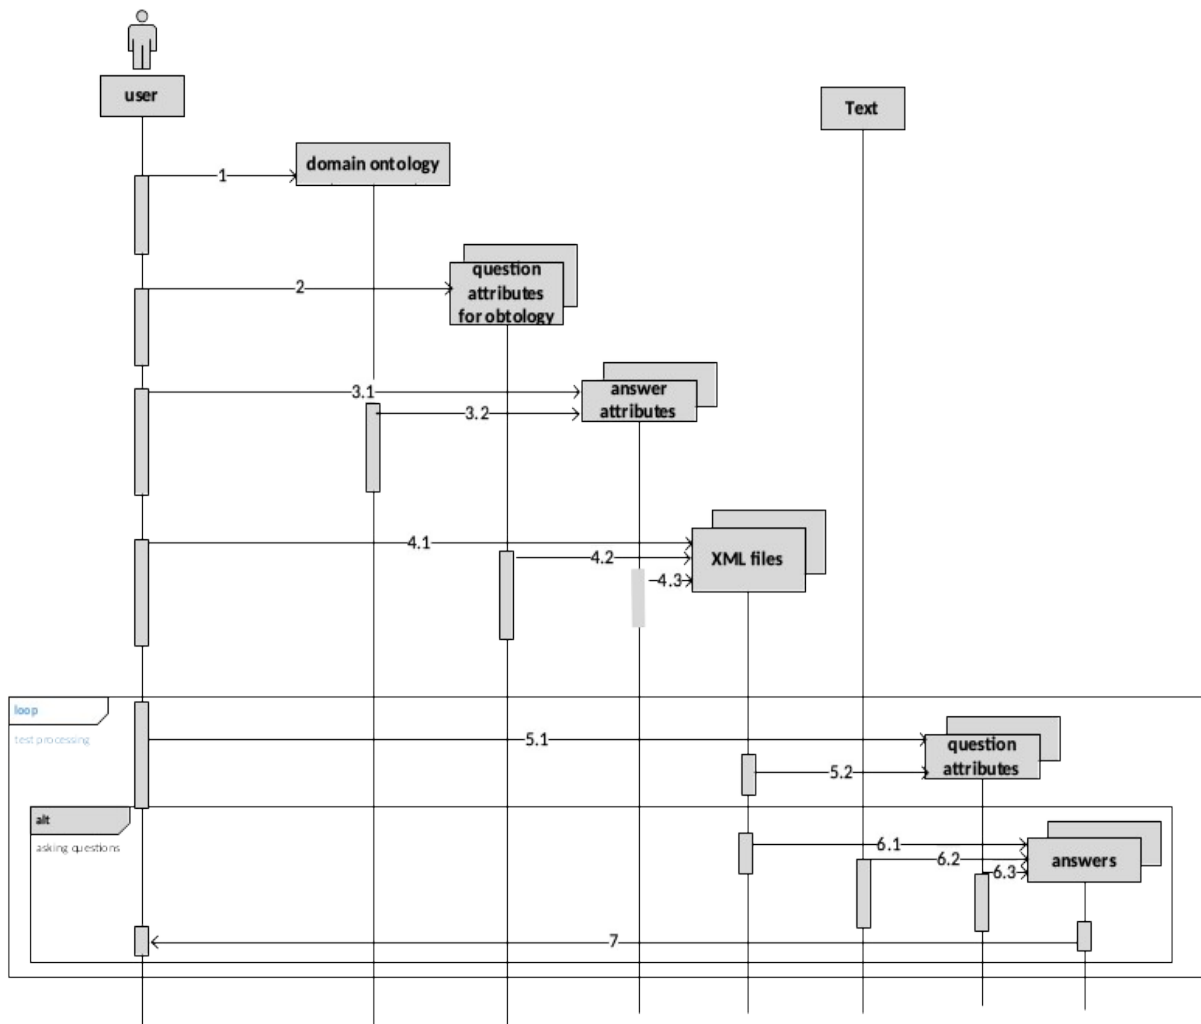 user
Text
domain ontology
1
question
attributes
for obtology
2
answer
attributes
3.1
3.2
4.1
4.2
XML files
4.3
loop
test processing
5.1
question
attributes
5.2
alt
asking questions
6.1
6.2
answers
6.3
7